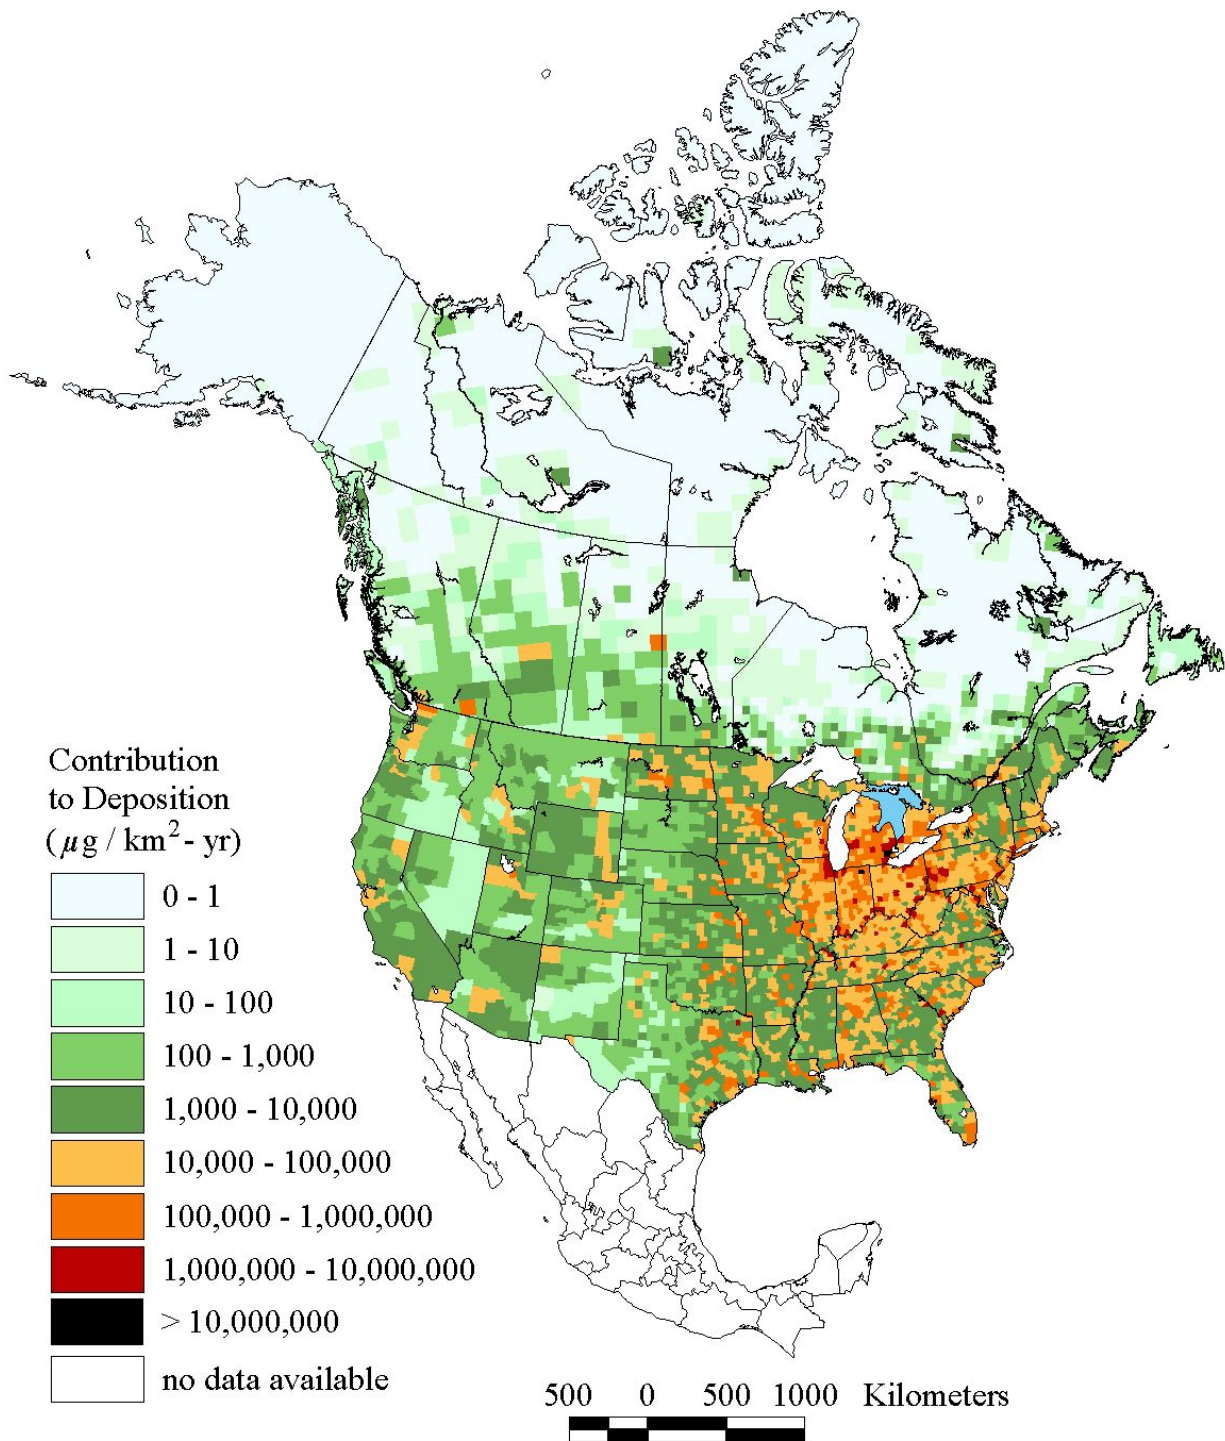 Contribution
to Deposition
( µg / km² - yr)
0 - 1
1 - 10
10 - 100
100 - 1,000
1,000 - 10,000
10,000 - 100,000
100,000 - 1,000,000
1,000,000 - 10,000,000
> 10,000,000
no data available
500 0 500 1000 Kilometers